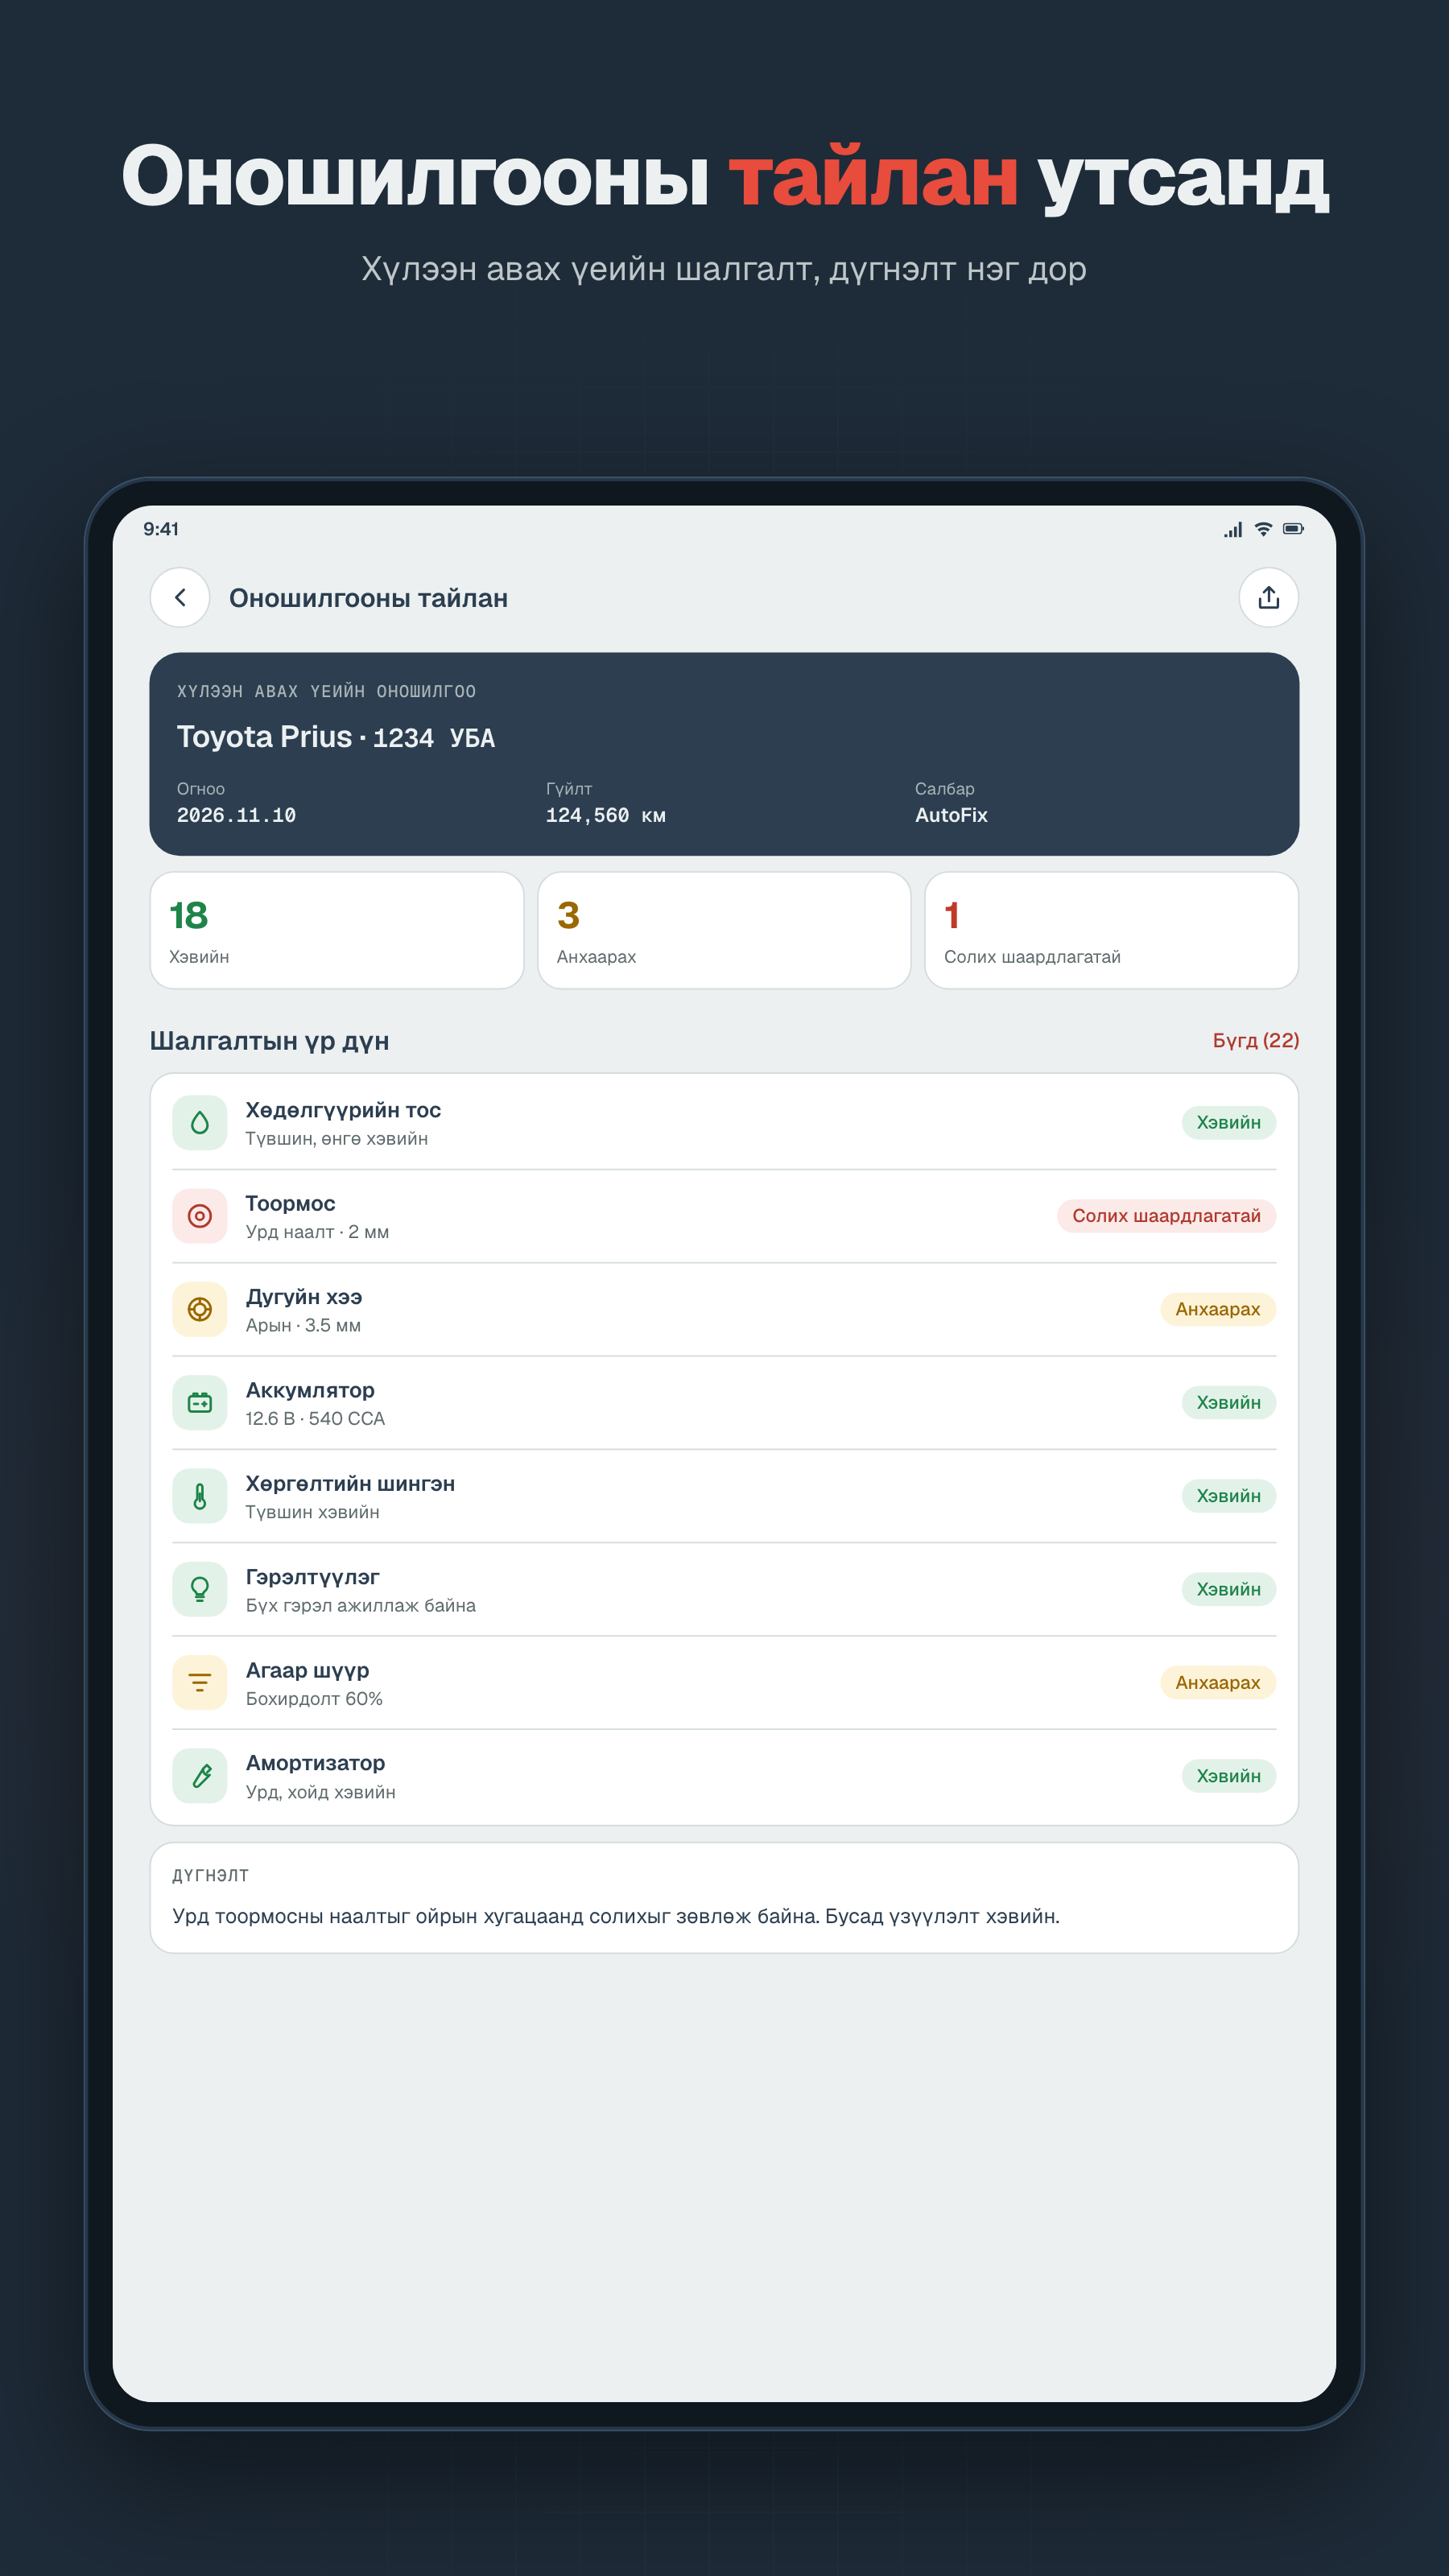 Оношилгооны тайлан утсанд
Хүлээн авах үеийн шалгалт, дүгнэлт нэг дор
9:41
Оношилгооны тайлан
ХҮЛЭЭН АВАХ ҮЕИЙН ОНОШИЛГОО
Toyota Prius · 1234 УБА
Огноо Гүйлт Салбар
2026.11.10 124,560 км AutoFix
18 3 1
Хэвийн Анхаарах Солих шаардлагатай
Шалгалтын үр дүн Бүгд (22)
Хөдөлгүүрийн тос
Түвшин, өнгө хэвийн
Хэвийн
Тоормос
Урд наалт · 2 мм
Солих шаардлагатай
Дугуйн хээ
Арын · 3.5 мм
Анхаарах
Аккумлятор
12.6 В · 540 CCA
Хэвийн
Хөргөлтийн шингэн
Түвшин хэвийн
Хэвийн
Гэрэлтүүлэг
Бүх гэрэл ажиллаж байна
Хэвийн
Агаар шүүр
Бохирдолт 60%
Анхаарах
Амортизатор
Урд, хойд хэвийн
Хэвийн
ДҮГНЭЛТ
Урд тоормосны наалтыг ойрын хугацаанд солихыг зөвлөж байна. Бусад үзүүлэлт хэвийн.